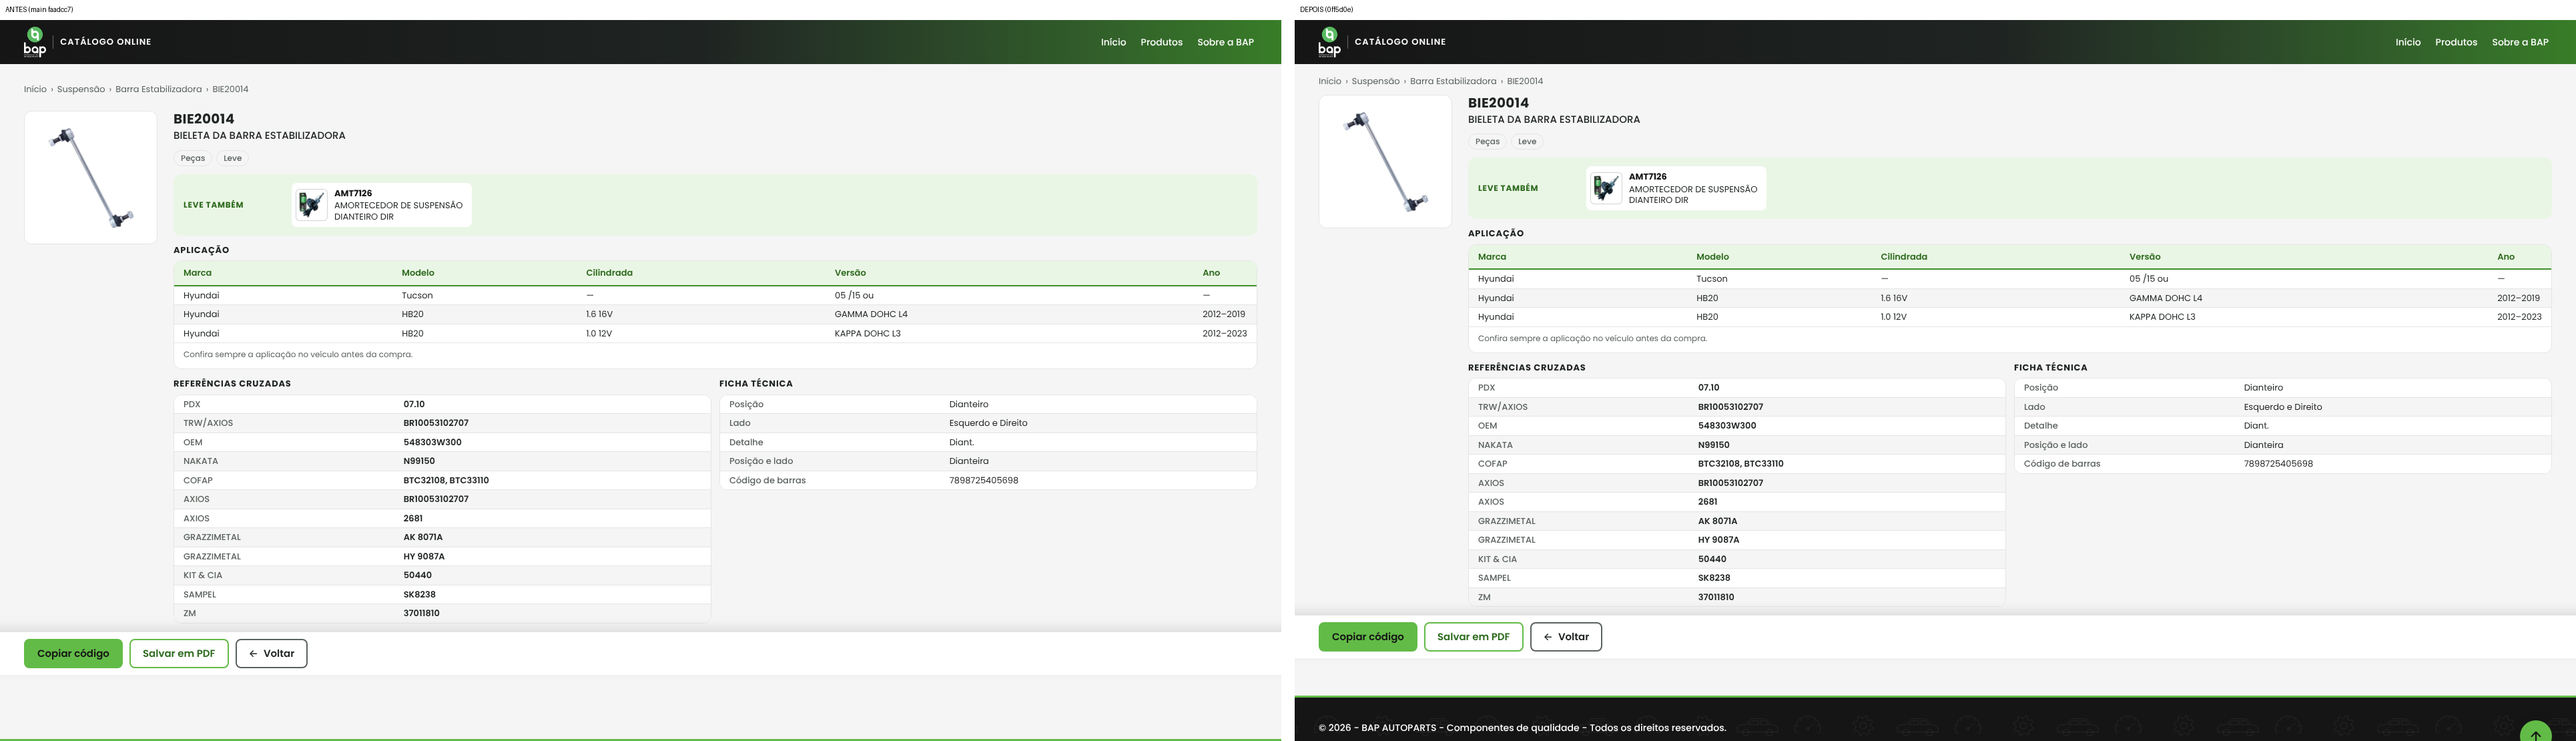 ANTES (main faadcc7)
bap
CATÁLOGO ONLINE
Início Produtos Sobre a BAP
Início › Suspensão › Barra Estabilizadora › BIE20014
BIE20014
BIELETA DA BARRA ESTABILIZADORA
Peças Leve
LEVE TAMBÉM
AMT7126
AMORTECEDOR DE SUSPENSÃO
DIANTEIRO DIR
APLICAÇÃO
Marca Modelo Cilindrada Versão Ano
Hyundai Tucson — 05 /15 ou —
Hyundai HB20 1.6 16V GAMMA DOHC L4 2012–2019
Hyundai HB20 1.0 12V KAPPA DOHC L3 2012–2023
Confira sempre a aplicação no veículo antes da compra.
REFERÊNCIAS CRUZADAS
PDX 07.10
TRW/AXIOS BR10053102707
OEM 548303W300
NAKATA N99150
COFAP BTC32108, BTC33110
AXIOS BR10053102707
AXIOS 2681
GRAZZIMETAL AK 8071A
GRAZZIMETAL HY 9087A
KIT & CIA 50440
SAMPEL SK8238
ZM 37011810
FICHA TÉCNICA
Posição Dianteiro
Lado Esquerdo e Direito
Detalhe Diant.
Posição e lado Dianteira
Código de barras 7898725405698
Copiar código Salvar em PDF ← Voltar
DEPOIS (0ff5d0e)
bap
CATÁLOGO ONLINE
Início Produtos Sobre a BAP
Início › Suspensão › Barra Estabilizadora › BIE20014
BIE20014
BIELETA DA BARRA ESTABILIZADORA
Peças Leve
LEVE TAMBÉM
AMT7126
AMORTECEDOR DE SUSPENSÃO
DIANTEIRO DIR
APLICAÇÃO
Marca Modelo Cilindrada Versão Ano
Hyundai Tucson — 05 /15 ou —
Hyundai HB20 1.6 16V GAMMA DOHC L4 2012–2019
Hyundai HB20 1.0 12V KAPPA DOHC L3 2012–2023
Confira sempre a aplicação no veículo antes da compra.
REFERÊNCIAS CRUZADAS
PDX 07.10
TRW/AXIOS BR10053102707
OEM 548303W300
NAKATA N99150
COFAP BTC32108, BTC33110
AXIOS BR10053102707
AXIOS 2681
GRAZZIMETAL AK 8071A
GRAZZIMETAL HY 9087A
KIT & CIA 50440
SAMPEL SK8238
ZM 37011810
FICHA TÉCNICA
Posição Dianteiro
Lado Esquerdo e Direito
Detalhe Diant.
Posição e lado Dianteira
Código de barras 7898725405698
Copiar código Salvar em PDF ← Voltar
© 2026 - BAP AUTOPARTS - Componentes de qualidade - Todos os direitos reservados.